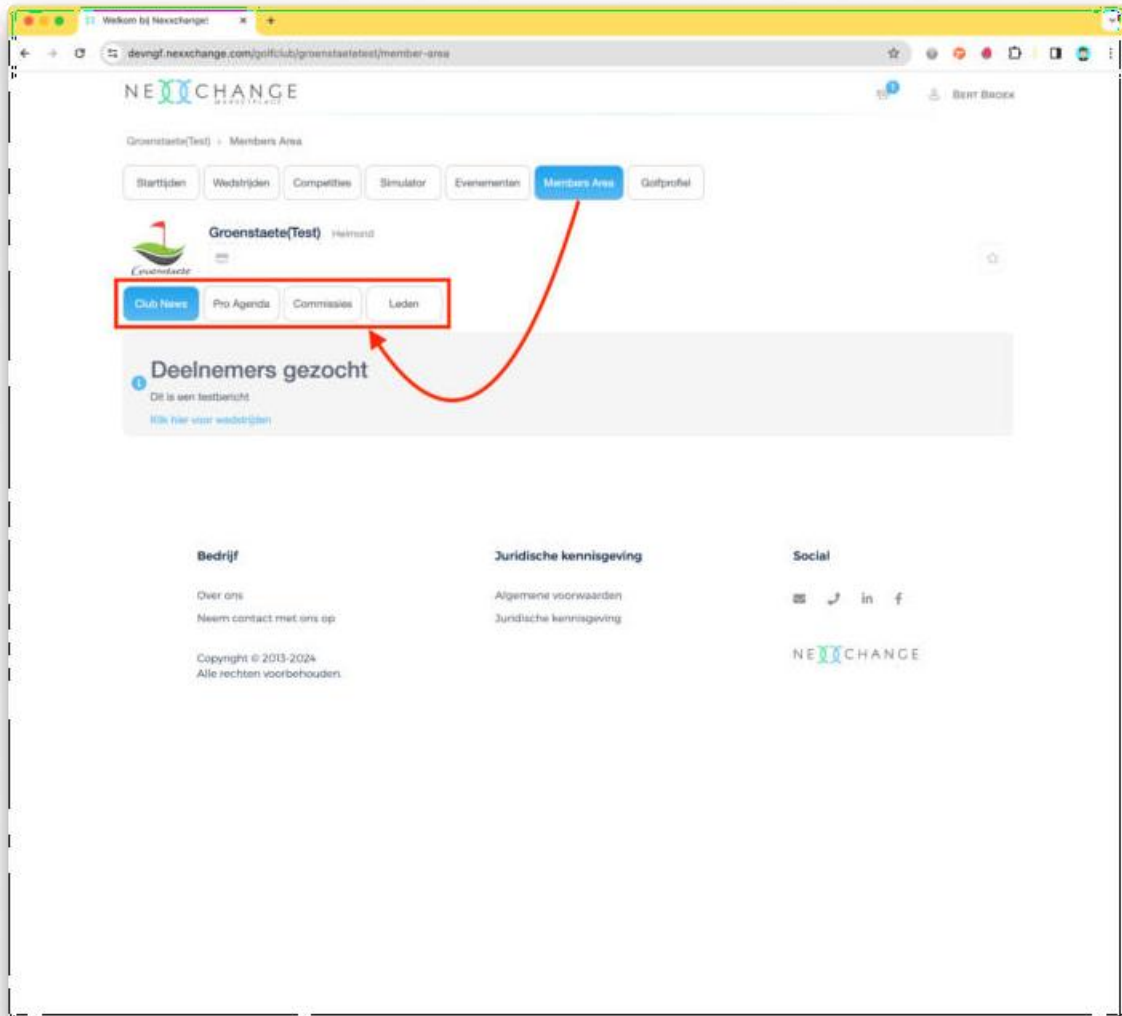 Welkom bij Nexxchange!
devngf.nexxchange.com/golfclub/groenstaetetest/member-area
NEXXCHANGE
MARKETPLACE
BERT BROEK
Groenstaete(Test) > Members Area
Starttijden Wedstrijden Competities Simulator Evenementen Members Area Golfprofiel
Groenstaete(Test) Helmond
Groenstaete
Club News Pro Agenda Commissies Leden
Deelnemers gezocht
Dit is een testbericht
Klik hier voor wedstrijden
Bedrijf Juridische kennisgeving Social
Over ons Algemene voorwaarden
Neem contact met ons op Juridische kennisgeving
in f
Copyright © 2013-2024
Alle rechten voorbehouden.
NEXXCHANGE